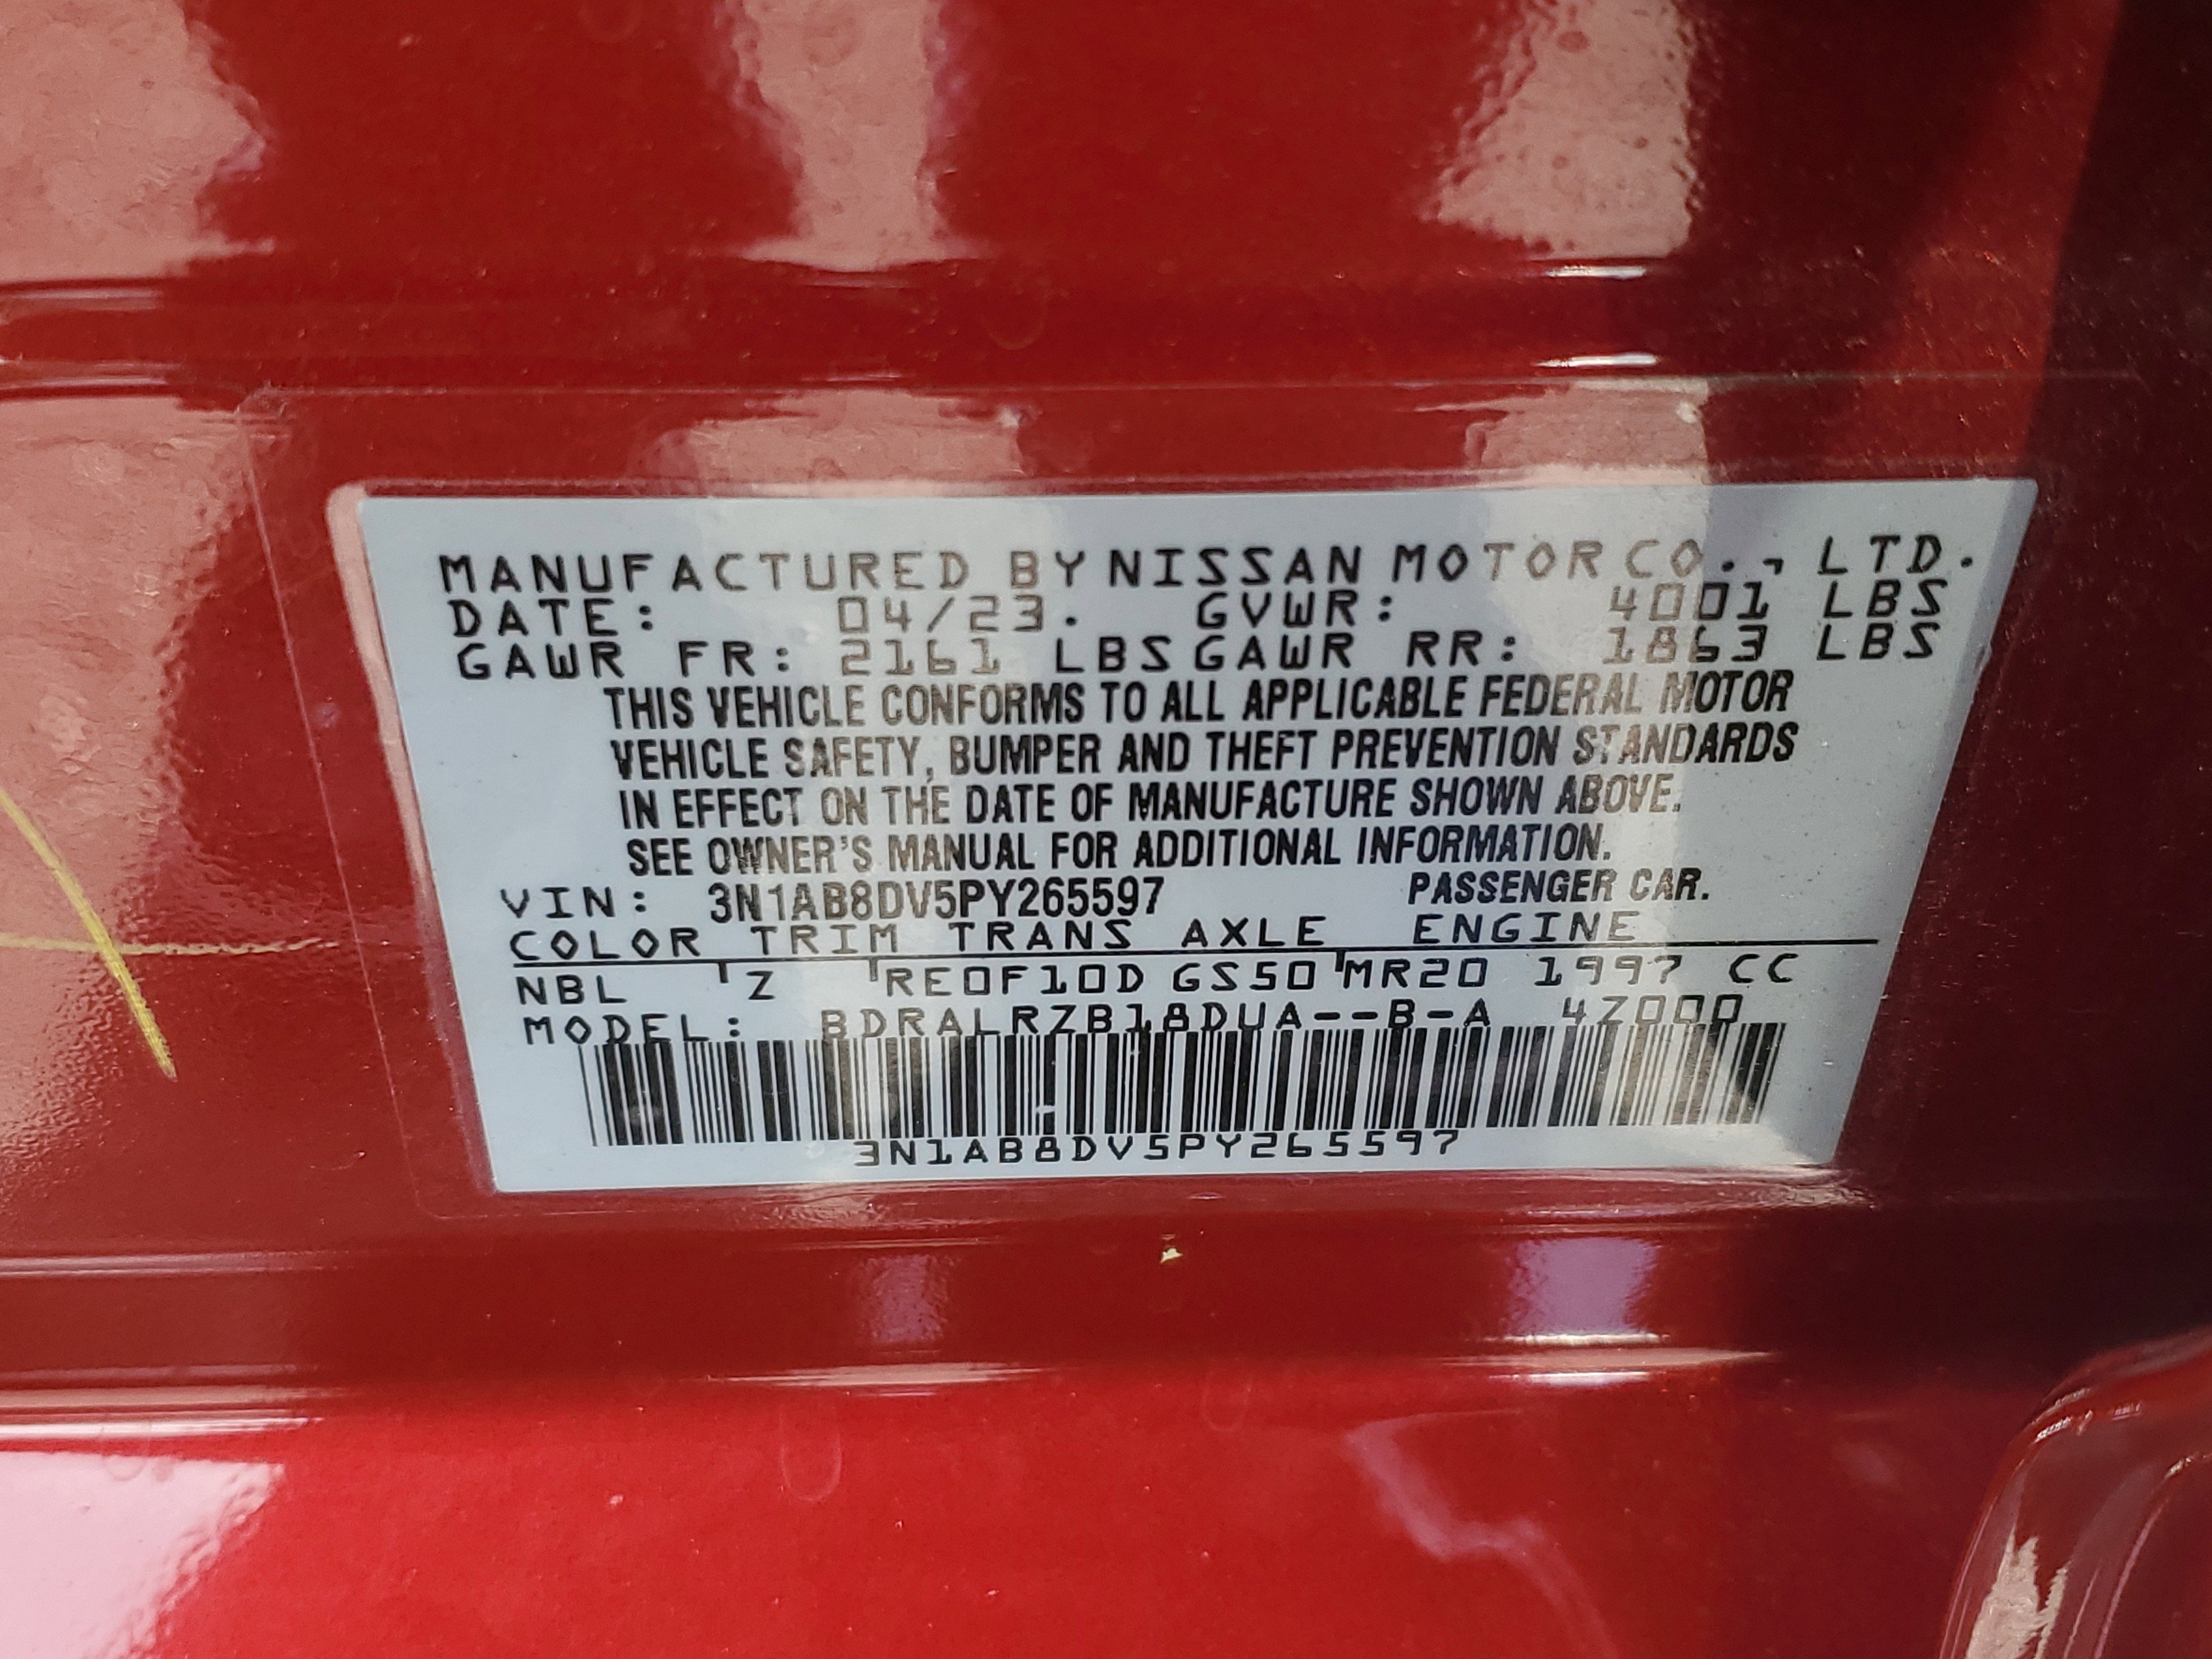 MANUFACTURED BY NISSAN MOTOR CO., LTD.
DATE: 04/23. GVWR: 4001 LBS
GAWR FR: 2161 LBS GAWR RR: 1863 LBS
THIS VEHICLE CONFORMS TO ALL APPLICABLE FEDERAL MOTOR
VEHICLE SAFETY, BUMPER AND THEFT PREVENTION STANDARDS
IN EFFECT ON THE DATE OF MANUFACTURE SHOWN ABOVE.
SEE OWNER'S MANUAL FOR ADDITIONAL INFORMATION.
VIN: 3N1AB8DV5PY265597 PASSENGER CAR.
COLOR TRIM TRANS AXLE ENGINE
NBL Z RE0F10D GS50 MR20 1997 CC
MODEL: BDRALRZB18DUA--B-A 4Z000
3N1AB8DV5PY265597